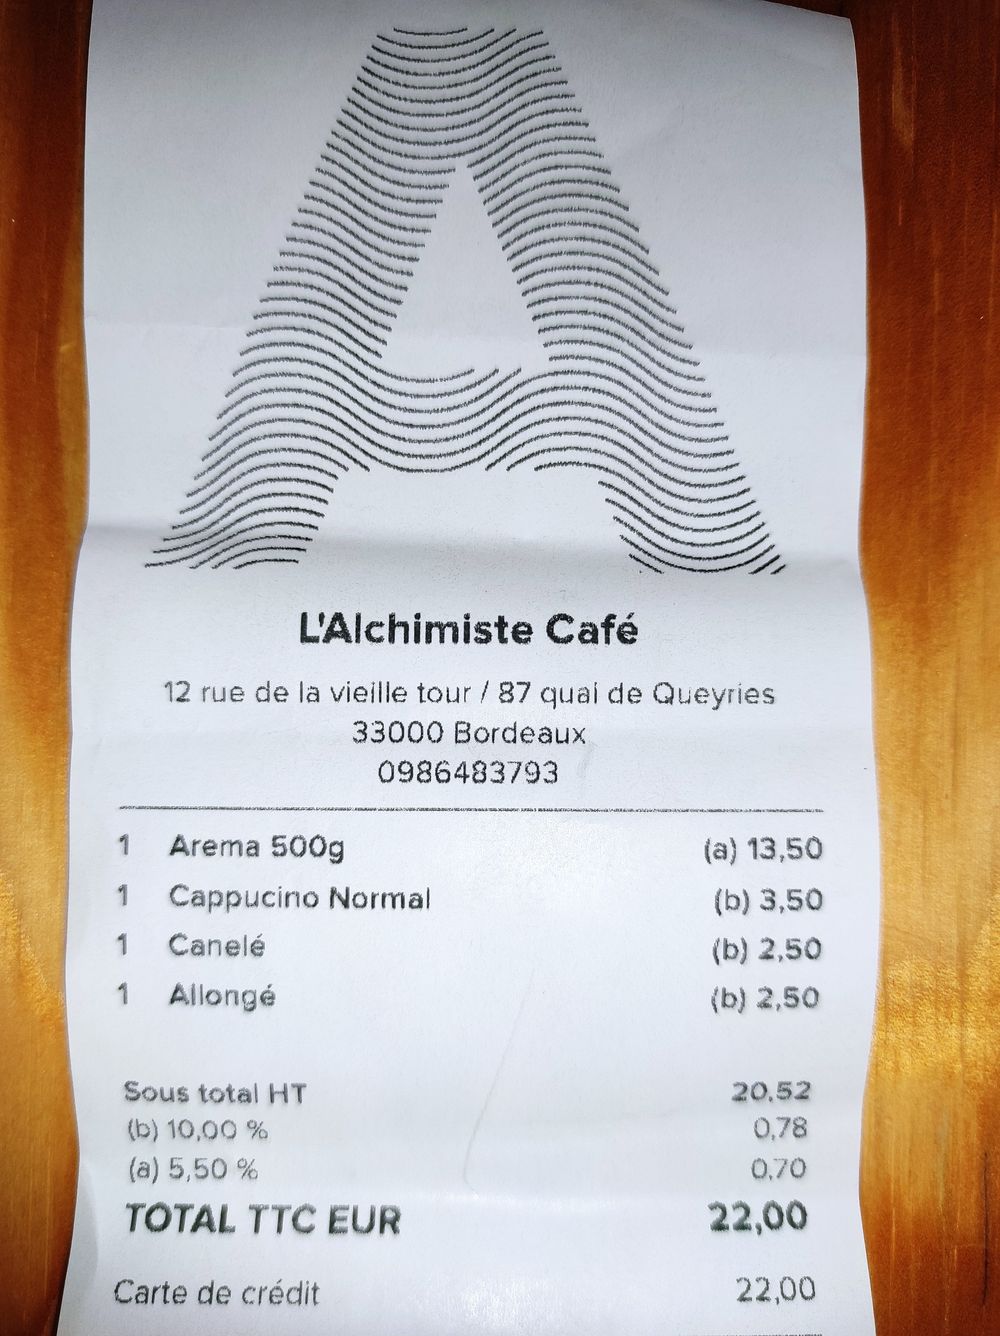 L'Alchimiste Café
12 rue de la vieille tour / 87 quai de Queyries
33000 Bordeaux
0986483793
1 Arema 500g (a) 13,50
1 Cappucino Normal (b) 3,50
1 Canelé (b) 2,50
1 Allongé (b) 2,50
Sous total HT 20,52
(b) 10,00 % 0,78
(a) 5,50 % 0,70
TOTAL TTC EUR 22,00
Carte de crédit 22,00